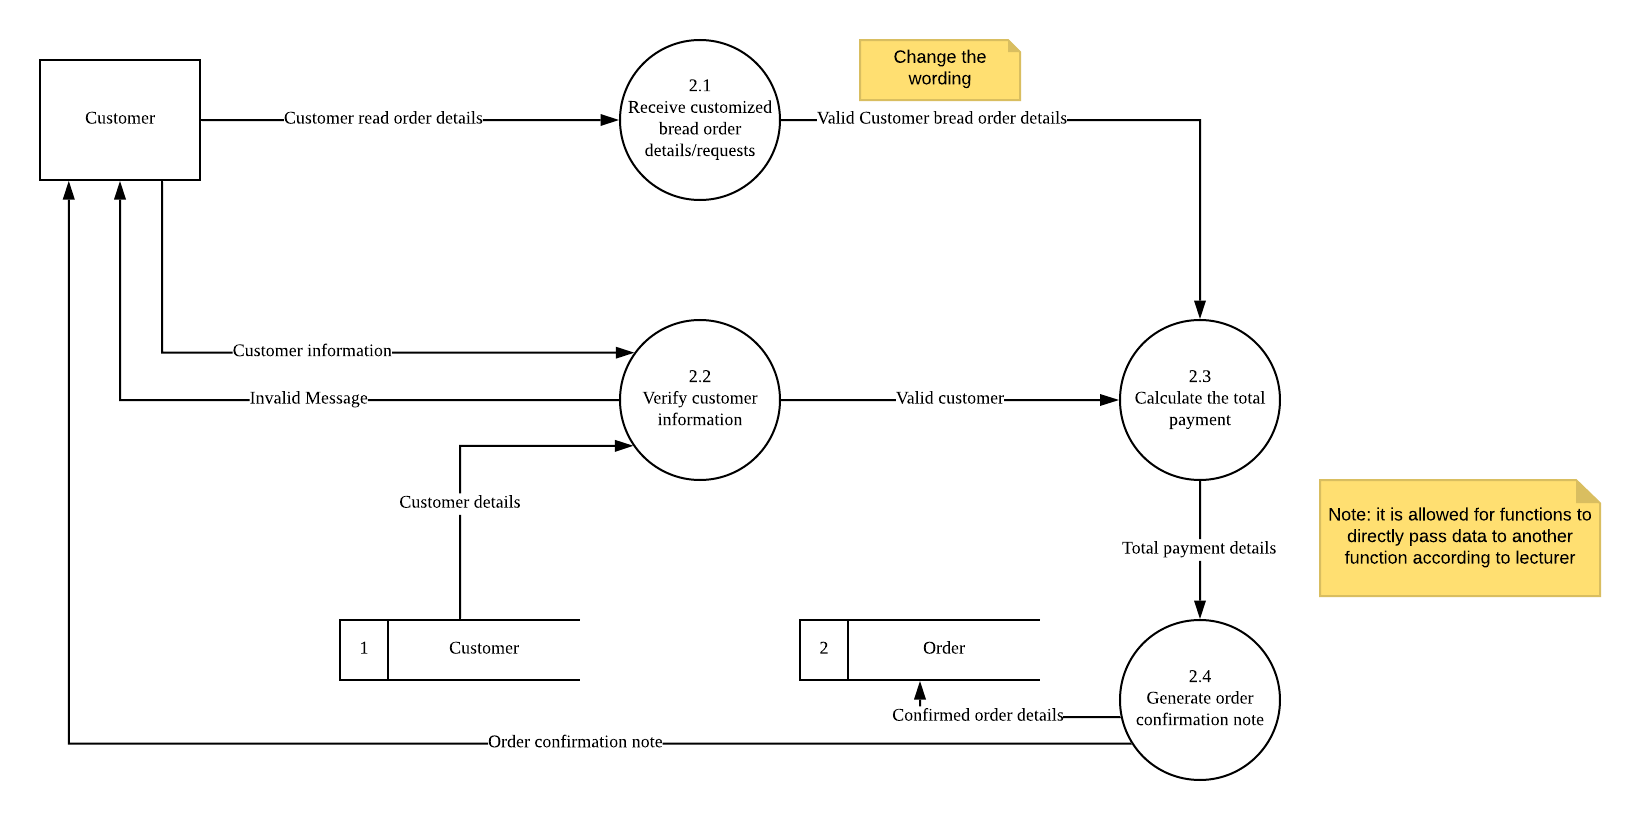 Customer
Customer read order details
2.1
Receive customized
bread order
details/requests
Change the
wording
Valid Customer bread order details
Customer information
Invalid Message
2.2
Verify customer
information
Valid customer
2.3
Calculate the total
payment
Customer details
Total payment details
Note: it is allowed for functions to
directly pass data to another
function according to lecturer
1
Customer
2
Order
2.4
Generate order
confirmation note
Confirmed order details
Order confirmation note